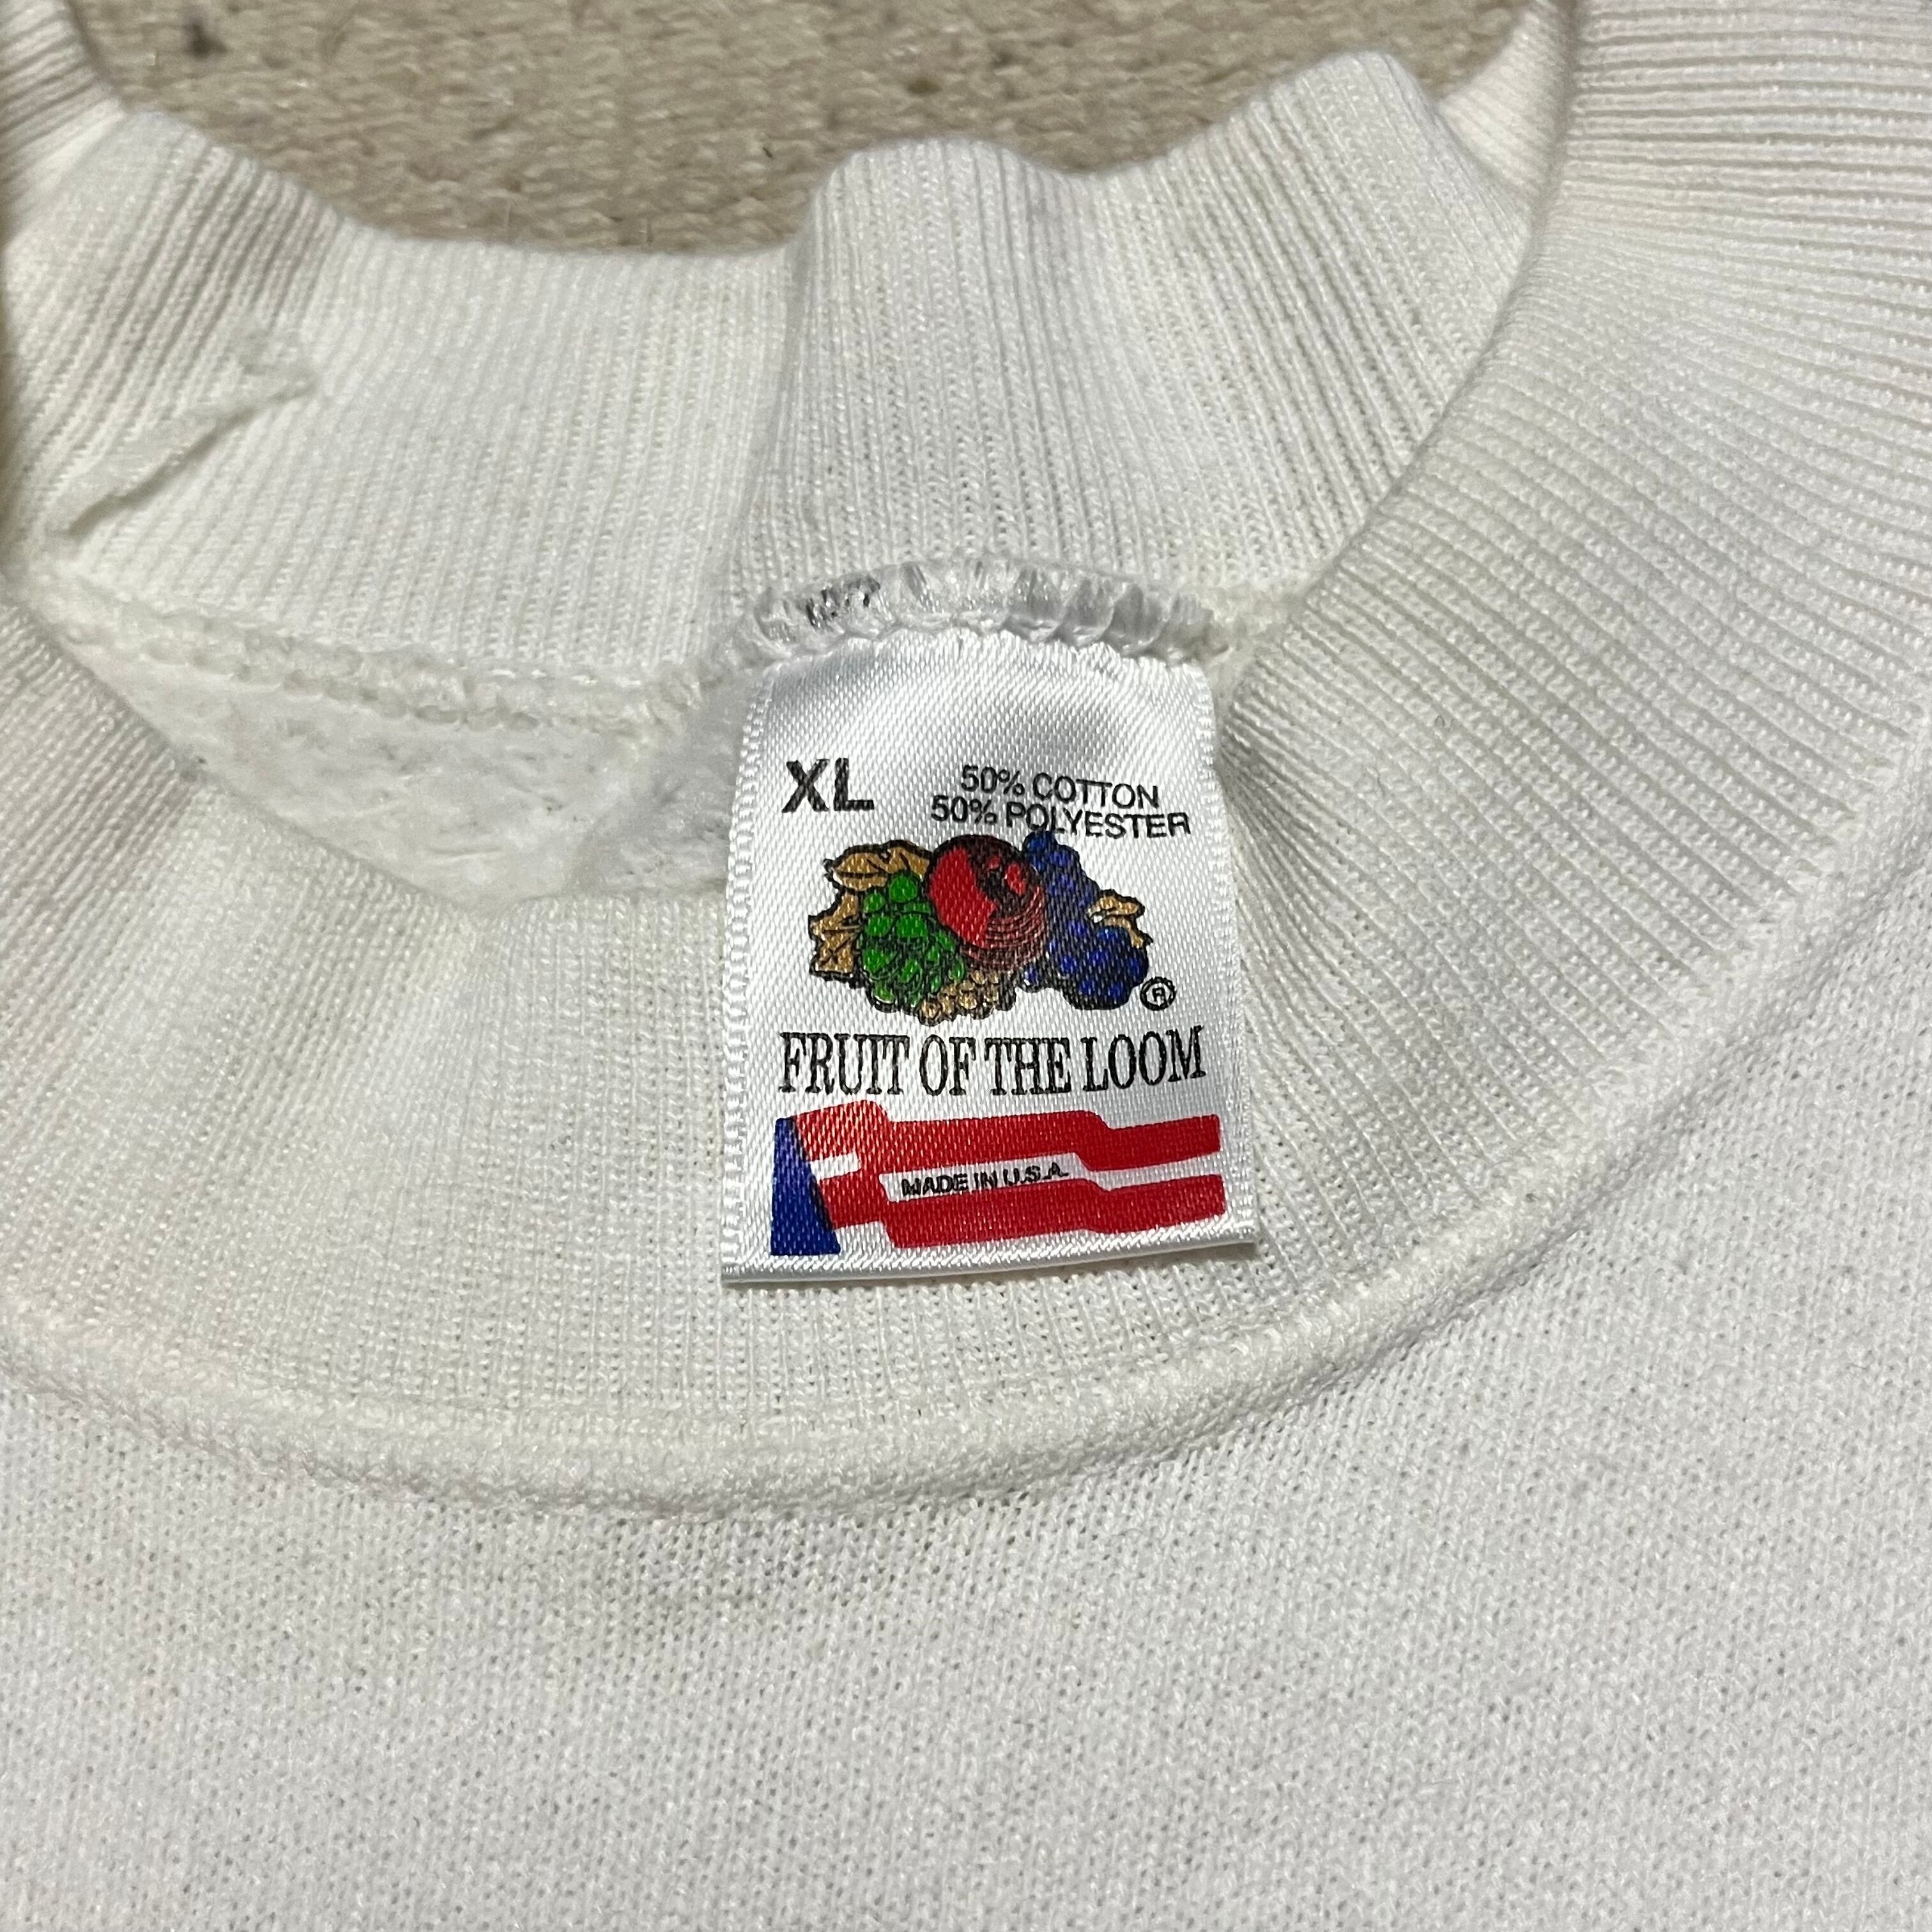 XL
50% COTTON
50% POLYESTER
®
FRUIT OF THE LOOM
MADE IN U.S.A.